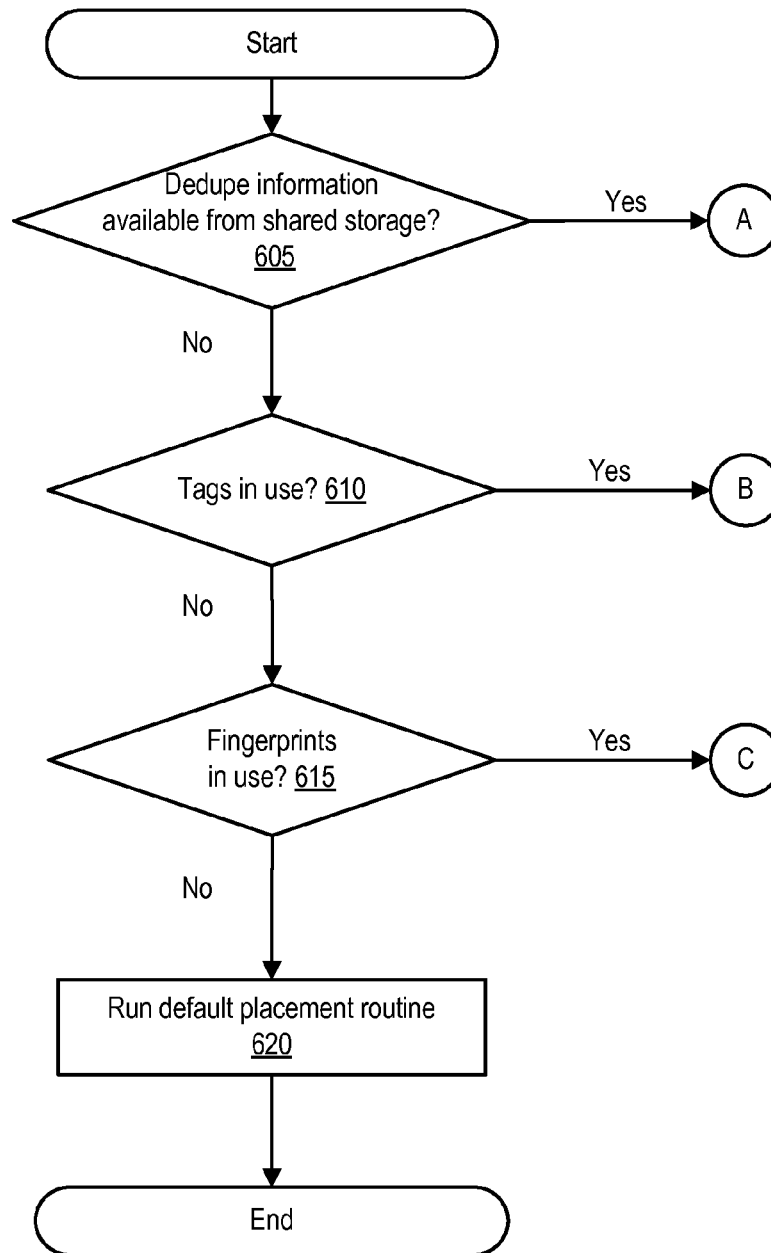 Start
Dedupe information
available from shared storage?
605
Yes
A
No
Tags in use? 610
Yes
B
No
Fingerprints
in use? 615
Yes
C
No
Run default placement routine
620
End